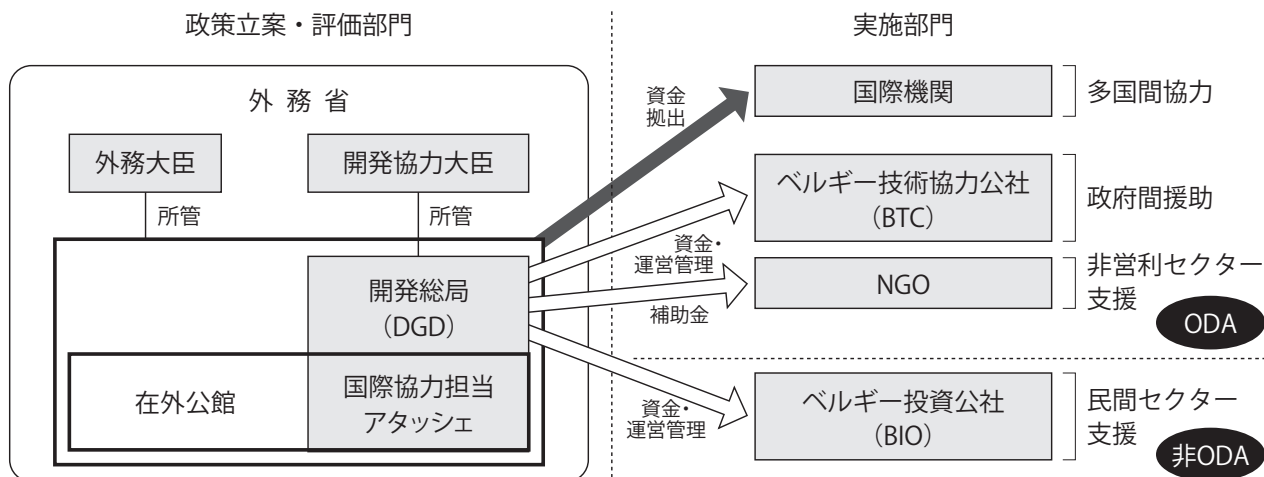 政策立案・評価部門
実施部門
外 務 省
外務大臣
開発協力大臣
所管
所管
開発総局
（DGD）
在外公館
国際協力担当
アタッシェ
資金
拠出
資金・
運営管理
補助金
資金・
運営管理
国際機関
多国間協力
ベルギー技術協力公社
（BTC）
政府間援助
NGO
非営利セクター
支援
ODA
ベルギー投資公社
（BIO）
民間セクター
支援
非ODA